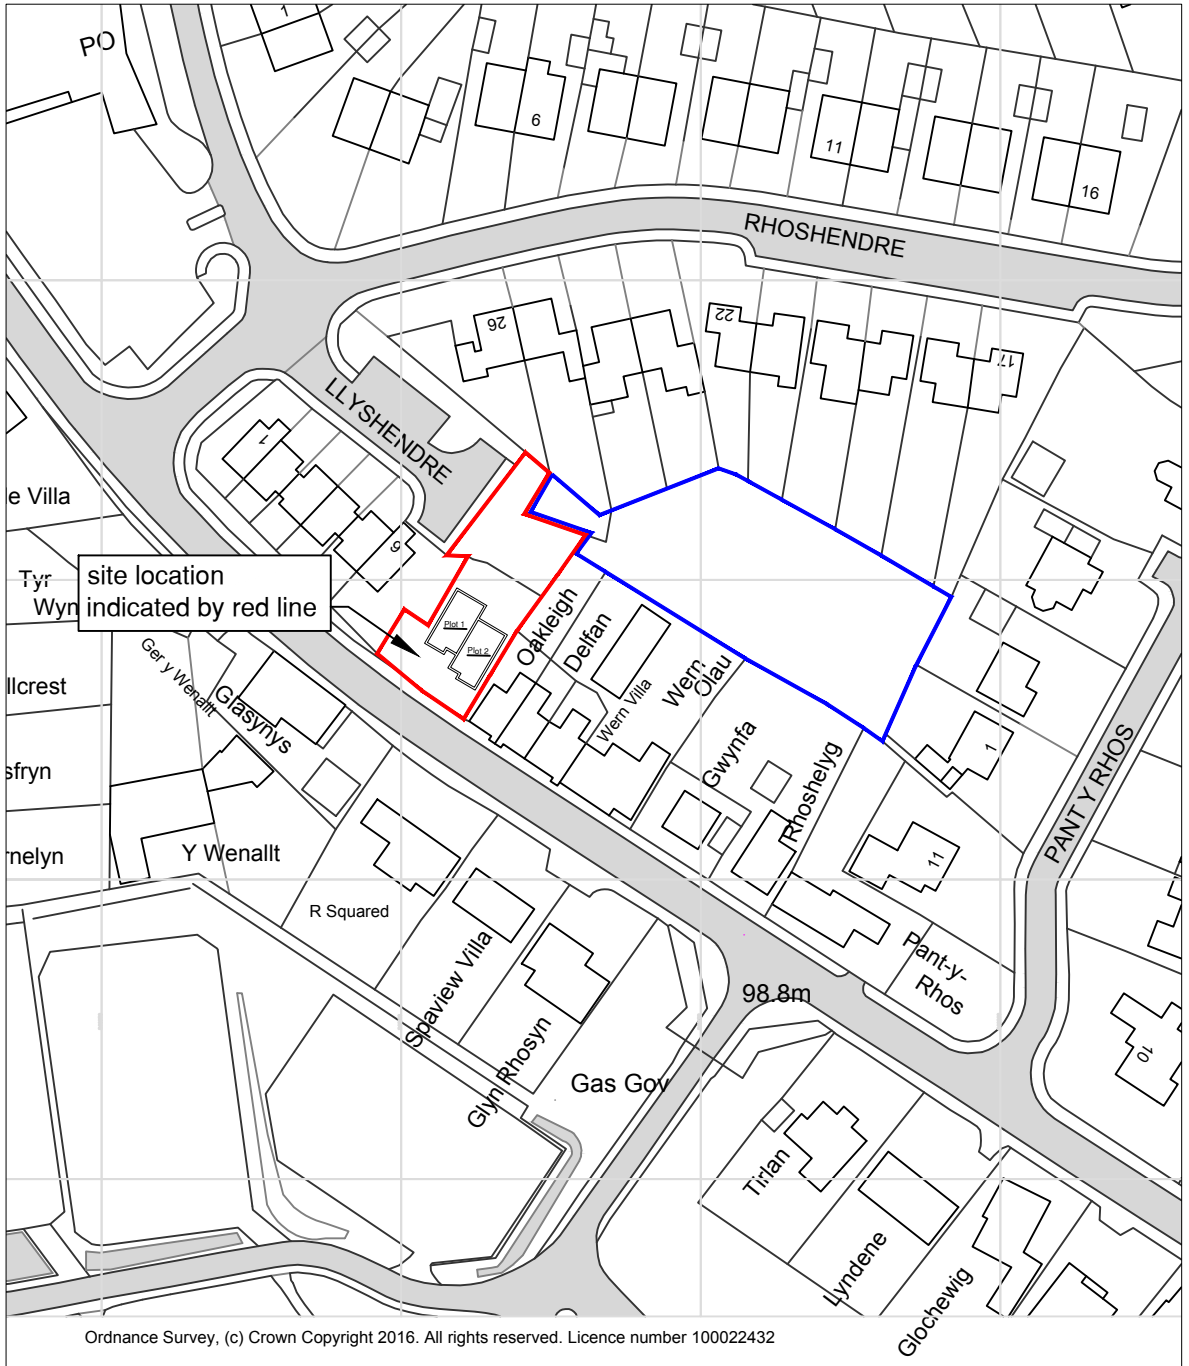 PO
1
6
11
16
RHOSHENDRE
26
22
17
LLYSHENDRE
1
6
e Villa
Tyr
Wyn
site location
indicated by red line
Plot 1
Plot 2
Oakleigh
Delfan
Wern Villa
Wern
Olau
Gwynfa
Rhoshelyg
1
11
PANT Y RHOS
Ger y Wenallt
Glasynys
llcrest
sfryn
rnelyn
Y Wenallt
R Squared
Spaview Villa
Glyn Rhosyn
Gas Gov
98.8m
Pant-y-
Rhos
10
Tirlan
Lyndene
Glochewig
Ordnance Survey, (c) Crown Copyright 2016. All rights reserved. Licence number 100022432